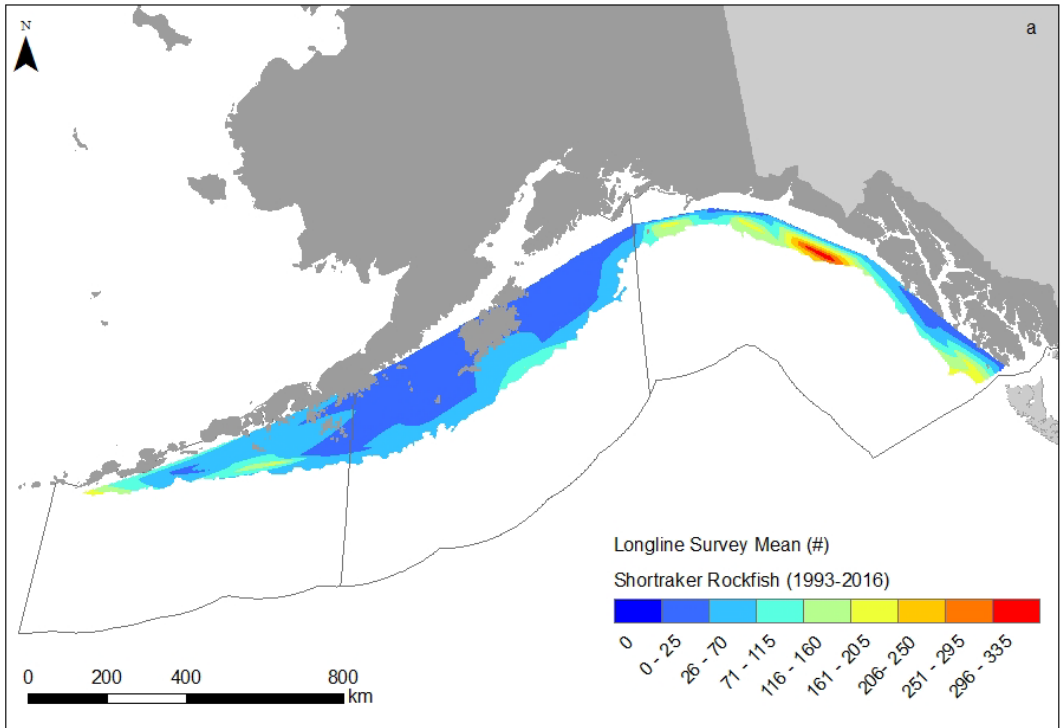 N
a
Longline Survey Mean (#)
Shortraker Rockfish (1993-2016)
0
0 - 25
26 - 70
71 - 115
116 - 160
161 - 205
206- 250
251 - 295
296 - 335
0 200 400 800
km